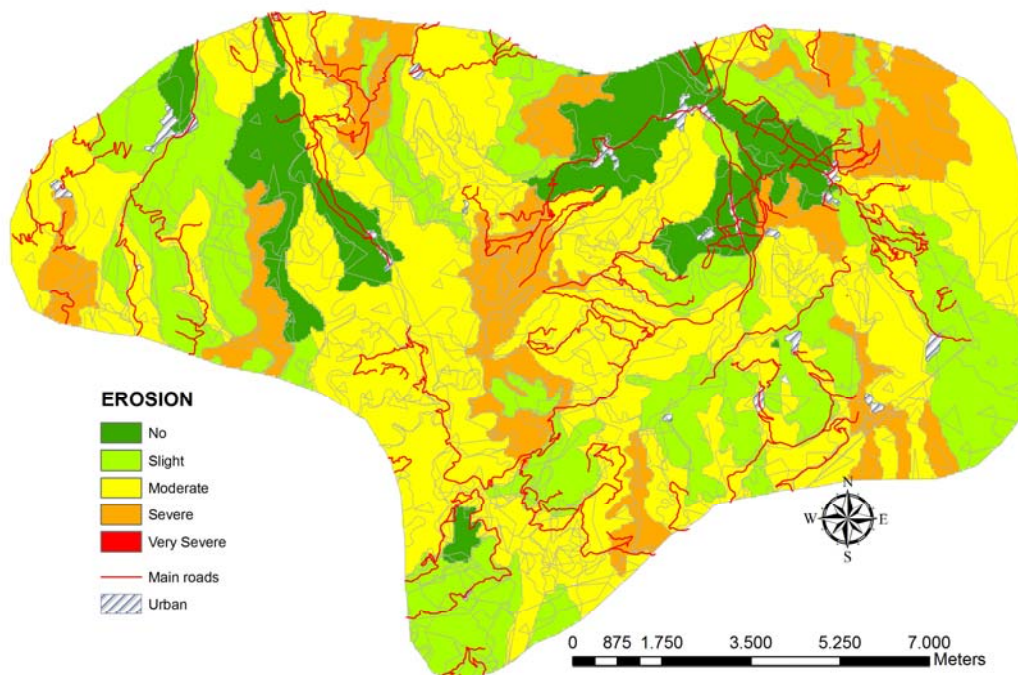 EROSION
No
Slight
Moderate
Severe
Very Severe
Main roads
Urban
N
W E
S
0 875 1.750 3.500 5.250 7.000
Meters